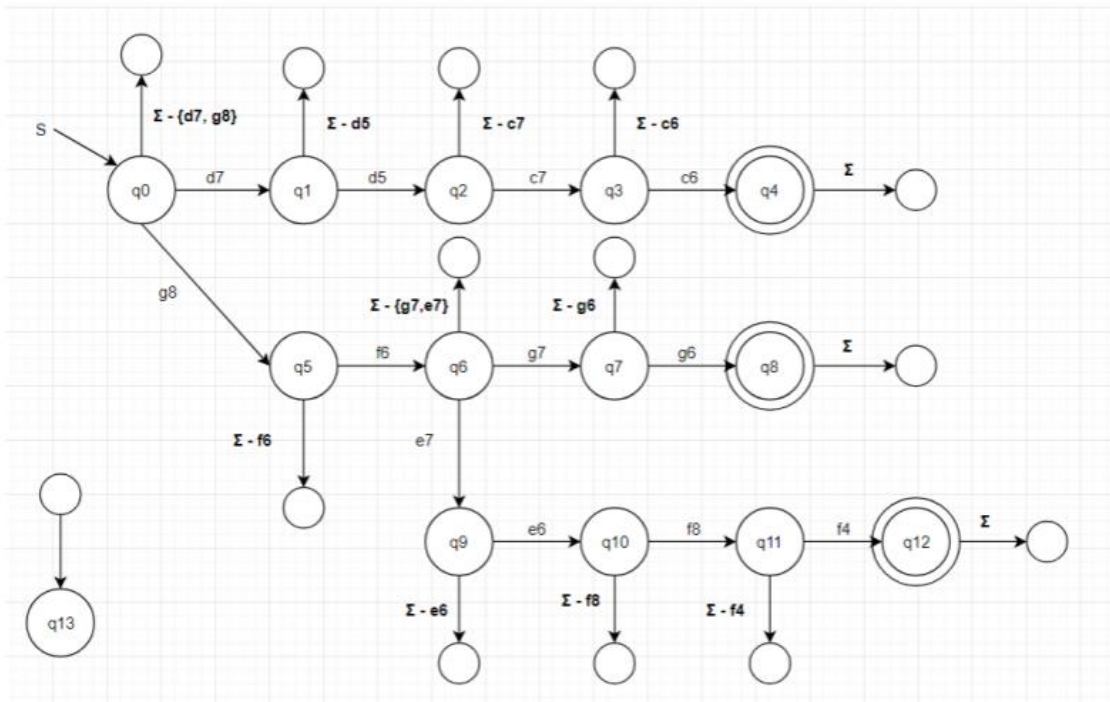 Σ - {d7, g8}
Σ - d5
Σ - c7
Σ - c6
S
q0
d7
q1
d5
q2
c7
q3
c6
q4
Σ
g8
Σ - {g7,e7}
Σ - g6
q5
f6
q6
g7
q7
g6
q8
Σ
Σ - f6
e7
q9
e6
q10
f8
q11
f4
q12
Σ
Σ - e6
Σ - f8
Σ - f4
q13